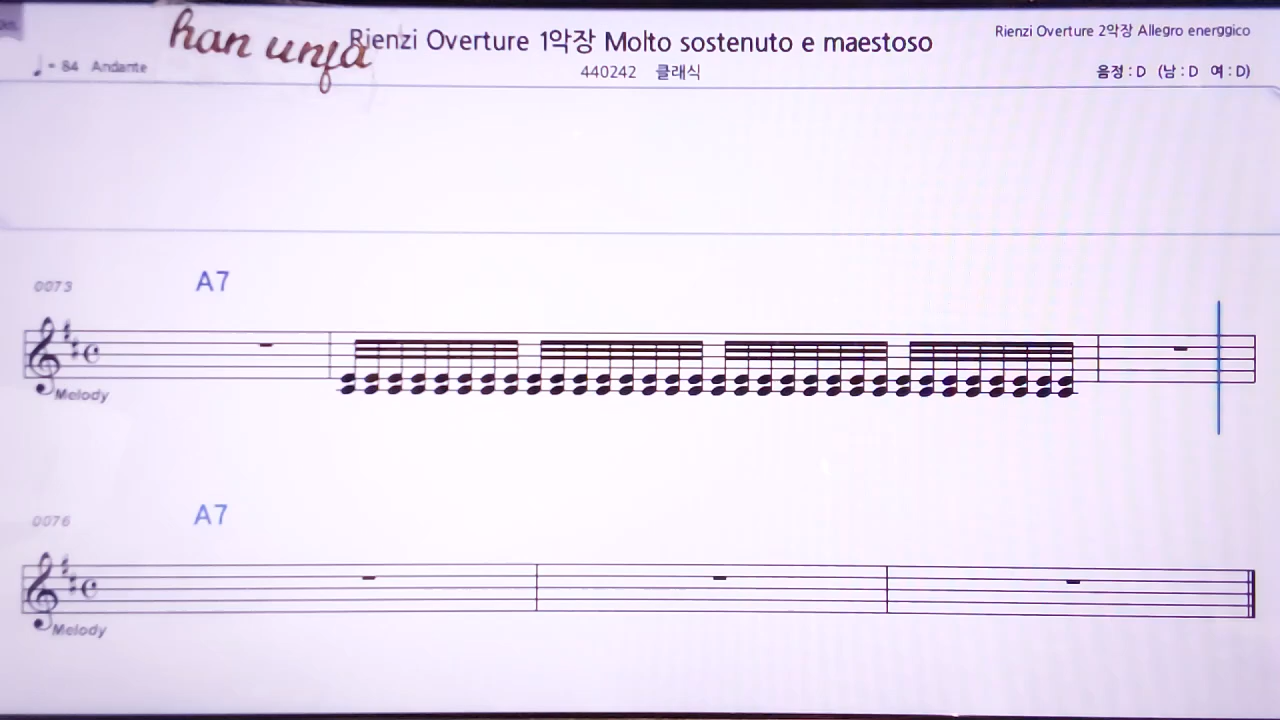 han unfa
Rienzi Overture 1악장 Molto sostenuto e maestoso
Rienzi Overture 2악장 Allegro energgico
♩ = 84 Andante
440242 클래식
음정 : D (남 : D 여 : D)
0073 A7
Melody
0076 A7
Melody